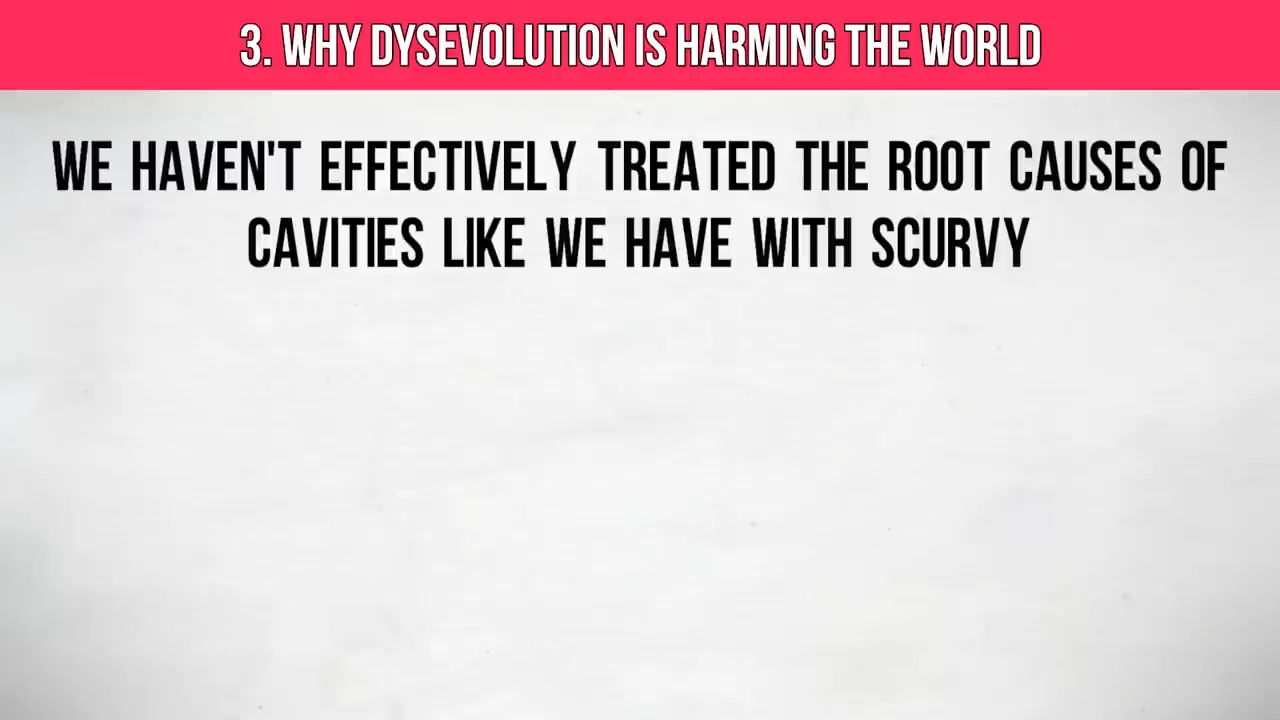 3. WHY DYSEVOLUTION IS HARMING THE WORLD
WE HAVEN'T EFFECTIVELY TREATED THE ROOT CAUSES OF
CAVITIES LIKE WE HAVE WITH SCURVY